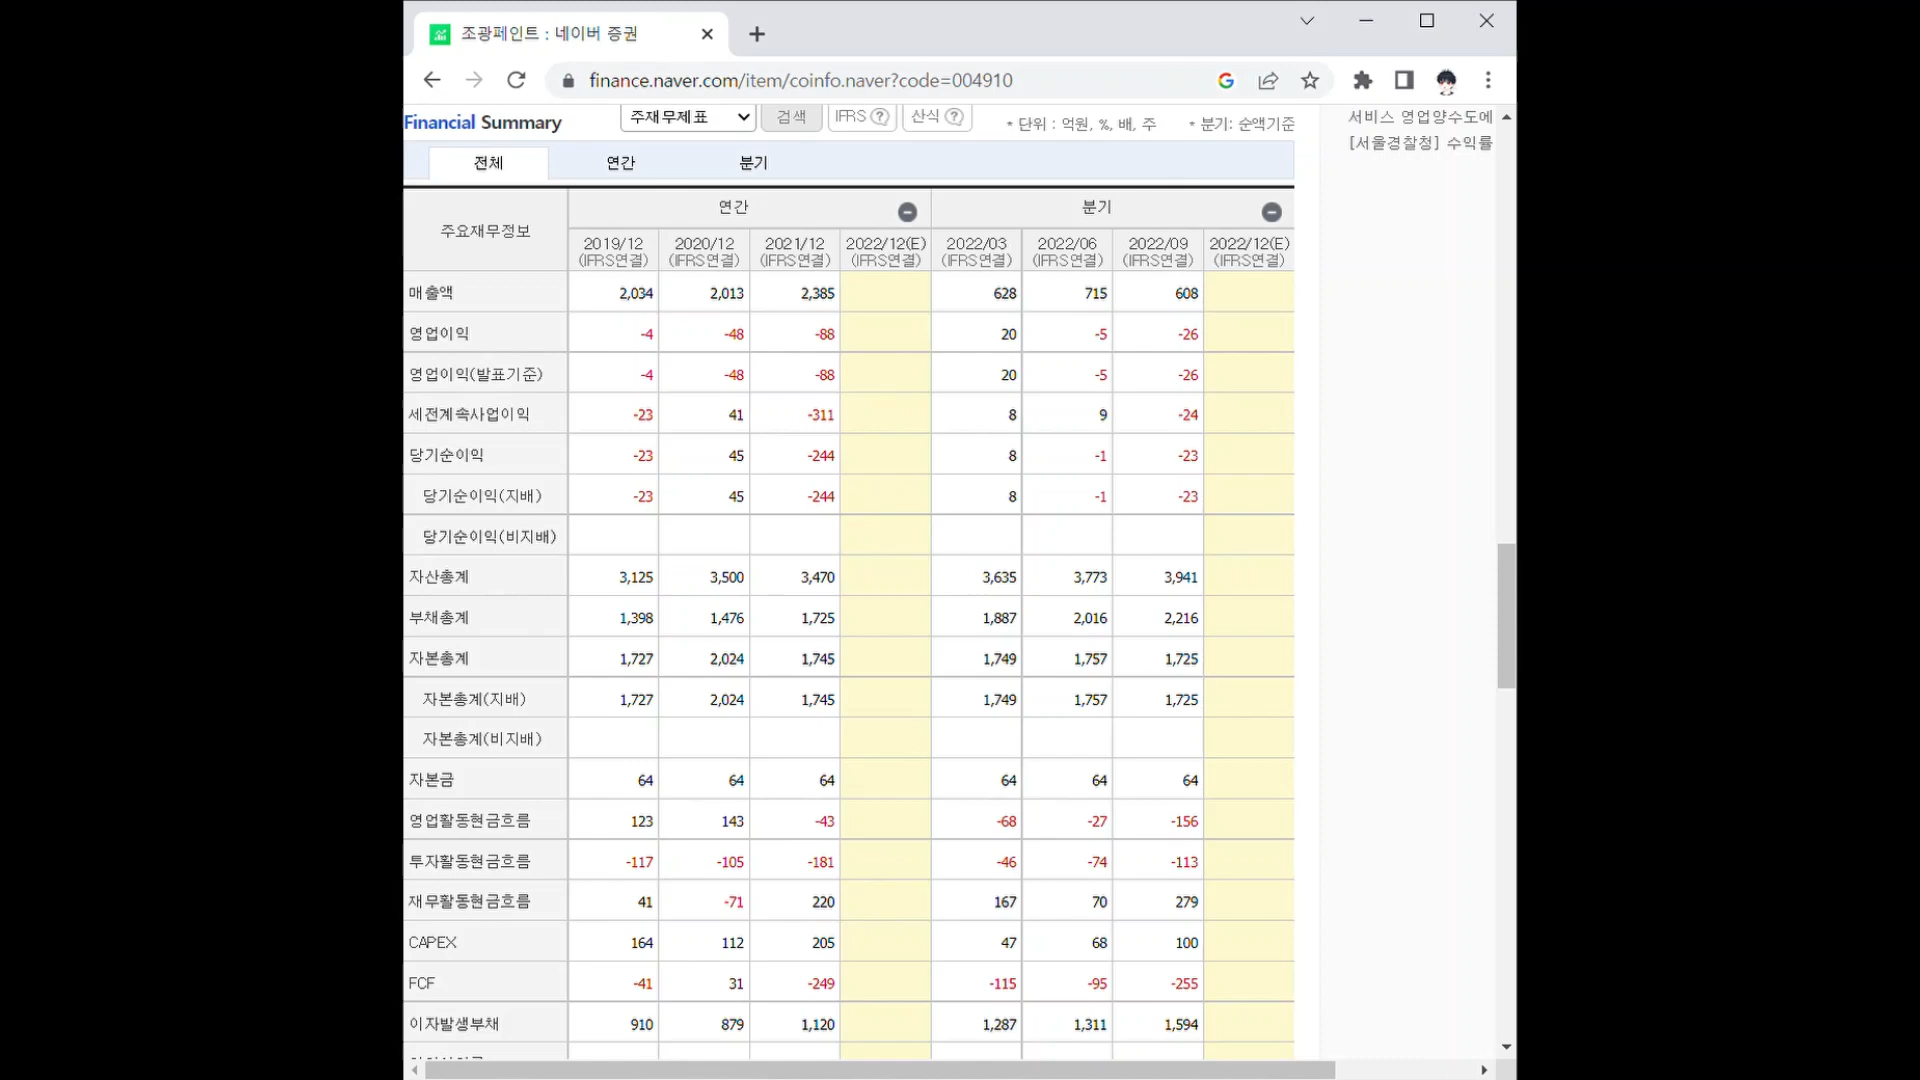 조광페인트 : 네이버 증권
finance.naver.com/item/coinfo.naver?code=004910
Financial Summary
주재무제표 검색 IFRS ? 산식 ? * 단위 : 억원, %, 배, 주 * 분기: 순액기준
서비스 영업양수도에
[서울경찰청] 수익률
전체 연간 분기
주요재무정보 연간 분기
2019/12 2020/12 2021/12 2022/12(E) 2022/03 2022/06 2022/09 2022/12(E)
(IFRS연결) (IFRS연결) (IFRS연결) (IFRS연결) (IFRS연결) (IFRS연결) (IFRS연결) (IFRS연결)
매출액 2,034 2,013 2,385 628 715 608
영업이익 -4 -48 -88 20 -5 -26
영업이익(발표기준) -4 -48 -88 20 -5 -26
세전계속사업이익 -23 41 -311 8 9 -24
당기순이익 -23 45 -244 8 -1 -23
당기순이익(지배) -23 45 -244 8 -1 -23
당기순이익(비지배)
자산총계 3,125 3,500 3,470 3,635 3,773 3,941
부채총계 1,398 1,476 1,725 1,887 2,016 2,216
자본총계 1,727 2,024 1,745 1,749 1,757 1,725
자본총계(지배) 1,727 2,024 1,745 1,749 1,757 1,725
자본총계(비지배)
자본금 64 64 64 64 64 64
영업활동현금흐름 123 143 -43 -68 -27 -156
투자활동현금흐름 -117 -105 -181 -46 -74 -113
재무활동현금흐름 41 -71 220 167 70 279
CAPEX 164 112 205 47 68 100
FCF -41 31 -249 -115 -95 -255
이자발생부채 910 879 1,120 1,287 1,311 1,594